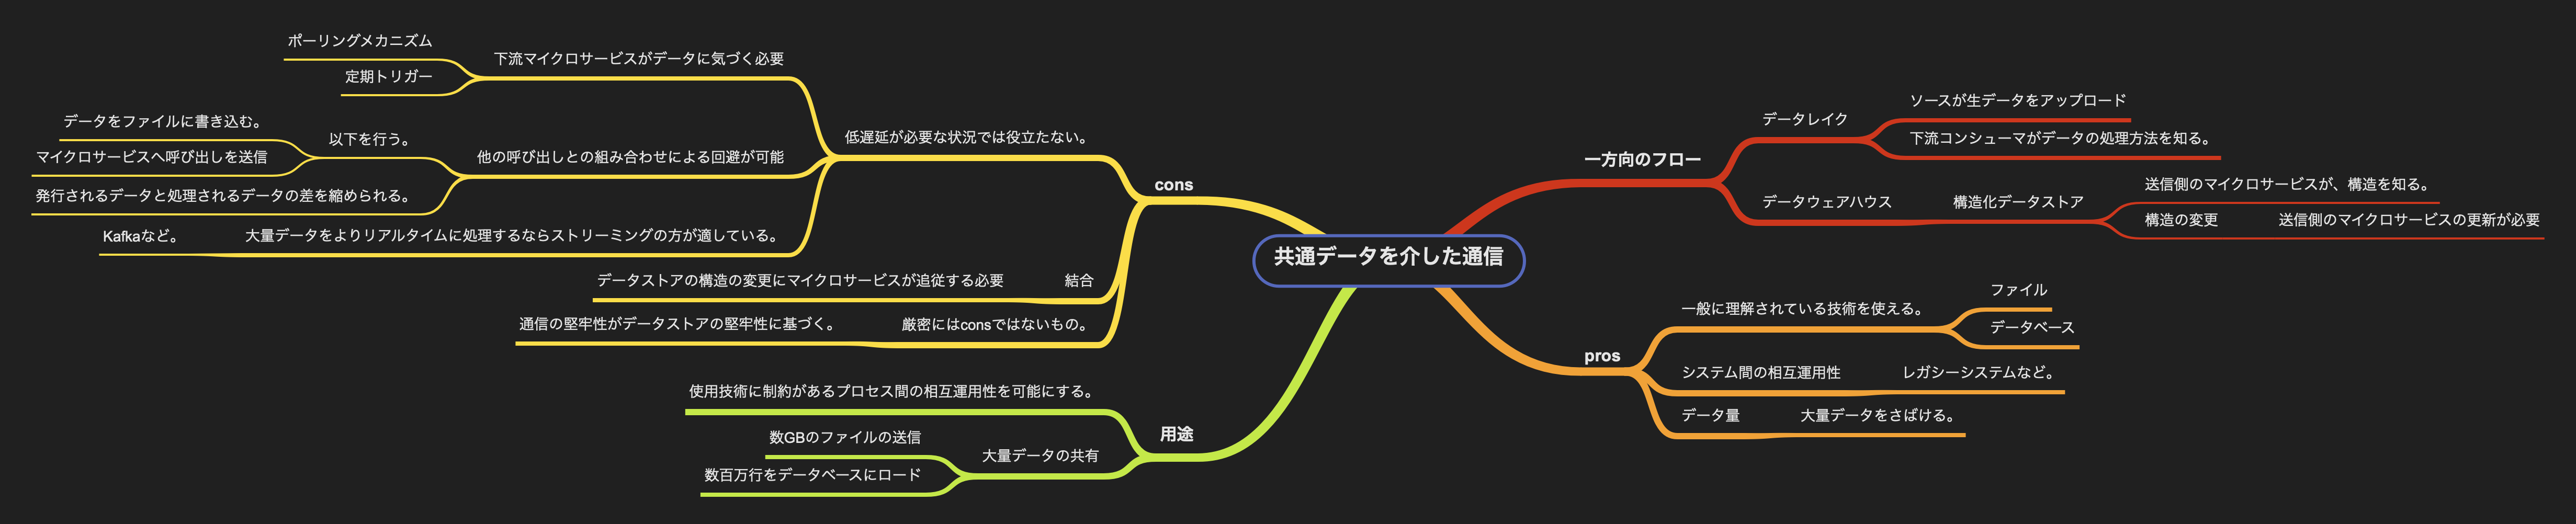 共通データを介した通信
一方向のフロー
データレイク
ソースが生データをアップロード
下流コンシューマがデータの処理方法を知る。
データウェアハウス
構造化データストア
送信側のマイクロサービスが、構造を知る。
構造の変更
送信側のマイクロサービスの更新が必要
pros
一般に理解されている技術を使える。
ファイル
データベース
システム間の相互運用性
レガシーシステムなど。
データ量
大量データをさばける。
cons
低遅延が必要な状況では役立たない。
下流マイクロサービスがデータに気づく必要
ポーリングメカニズム
定期トリガー
他の呼び出しとの組み合わせによる回避が可能
以下を行う。
データをファイルに書き込む。
マイクロサービスへ呼び出しを送信
発行されるデータと処理されるデータの差を縮められる。
大量データをよりリアルタイムに処理するならストリーミングの方が適している。
Kafkaなど。
結合
データストアの構造の変更にマイクロサービスが追従する必要
厳密にはconsではないもの。
通信の堅牢性がデータストアの堅牢性に基づく。
用途
使用技術に制約があるプロセス間の相互運用性を可能にする。
大量データの共有
数GBのファイルの送信
数百万行をデータベースにロード